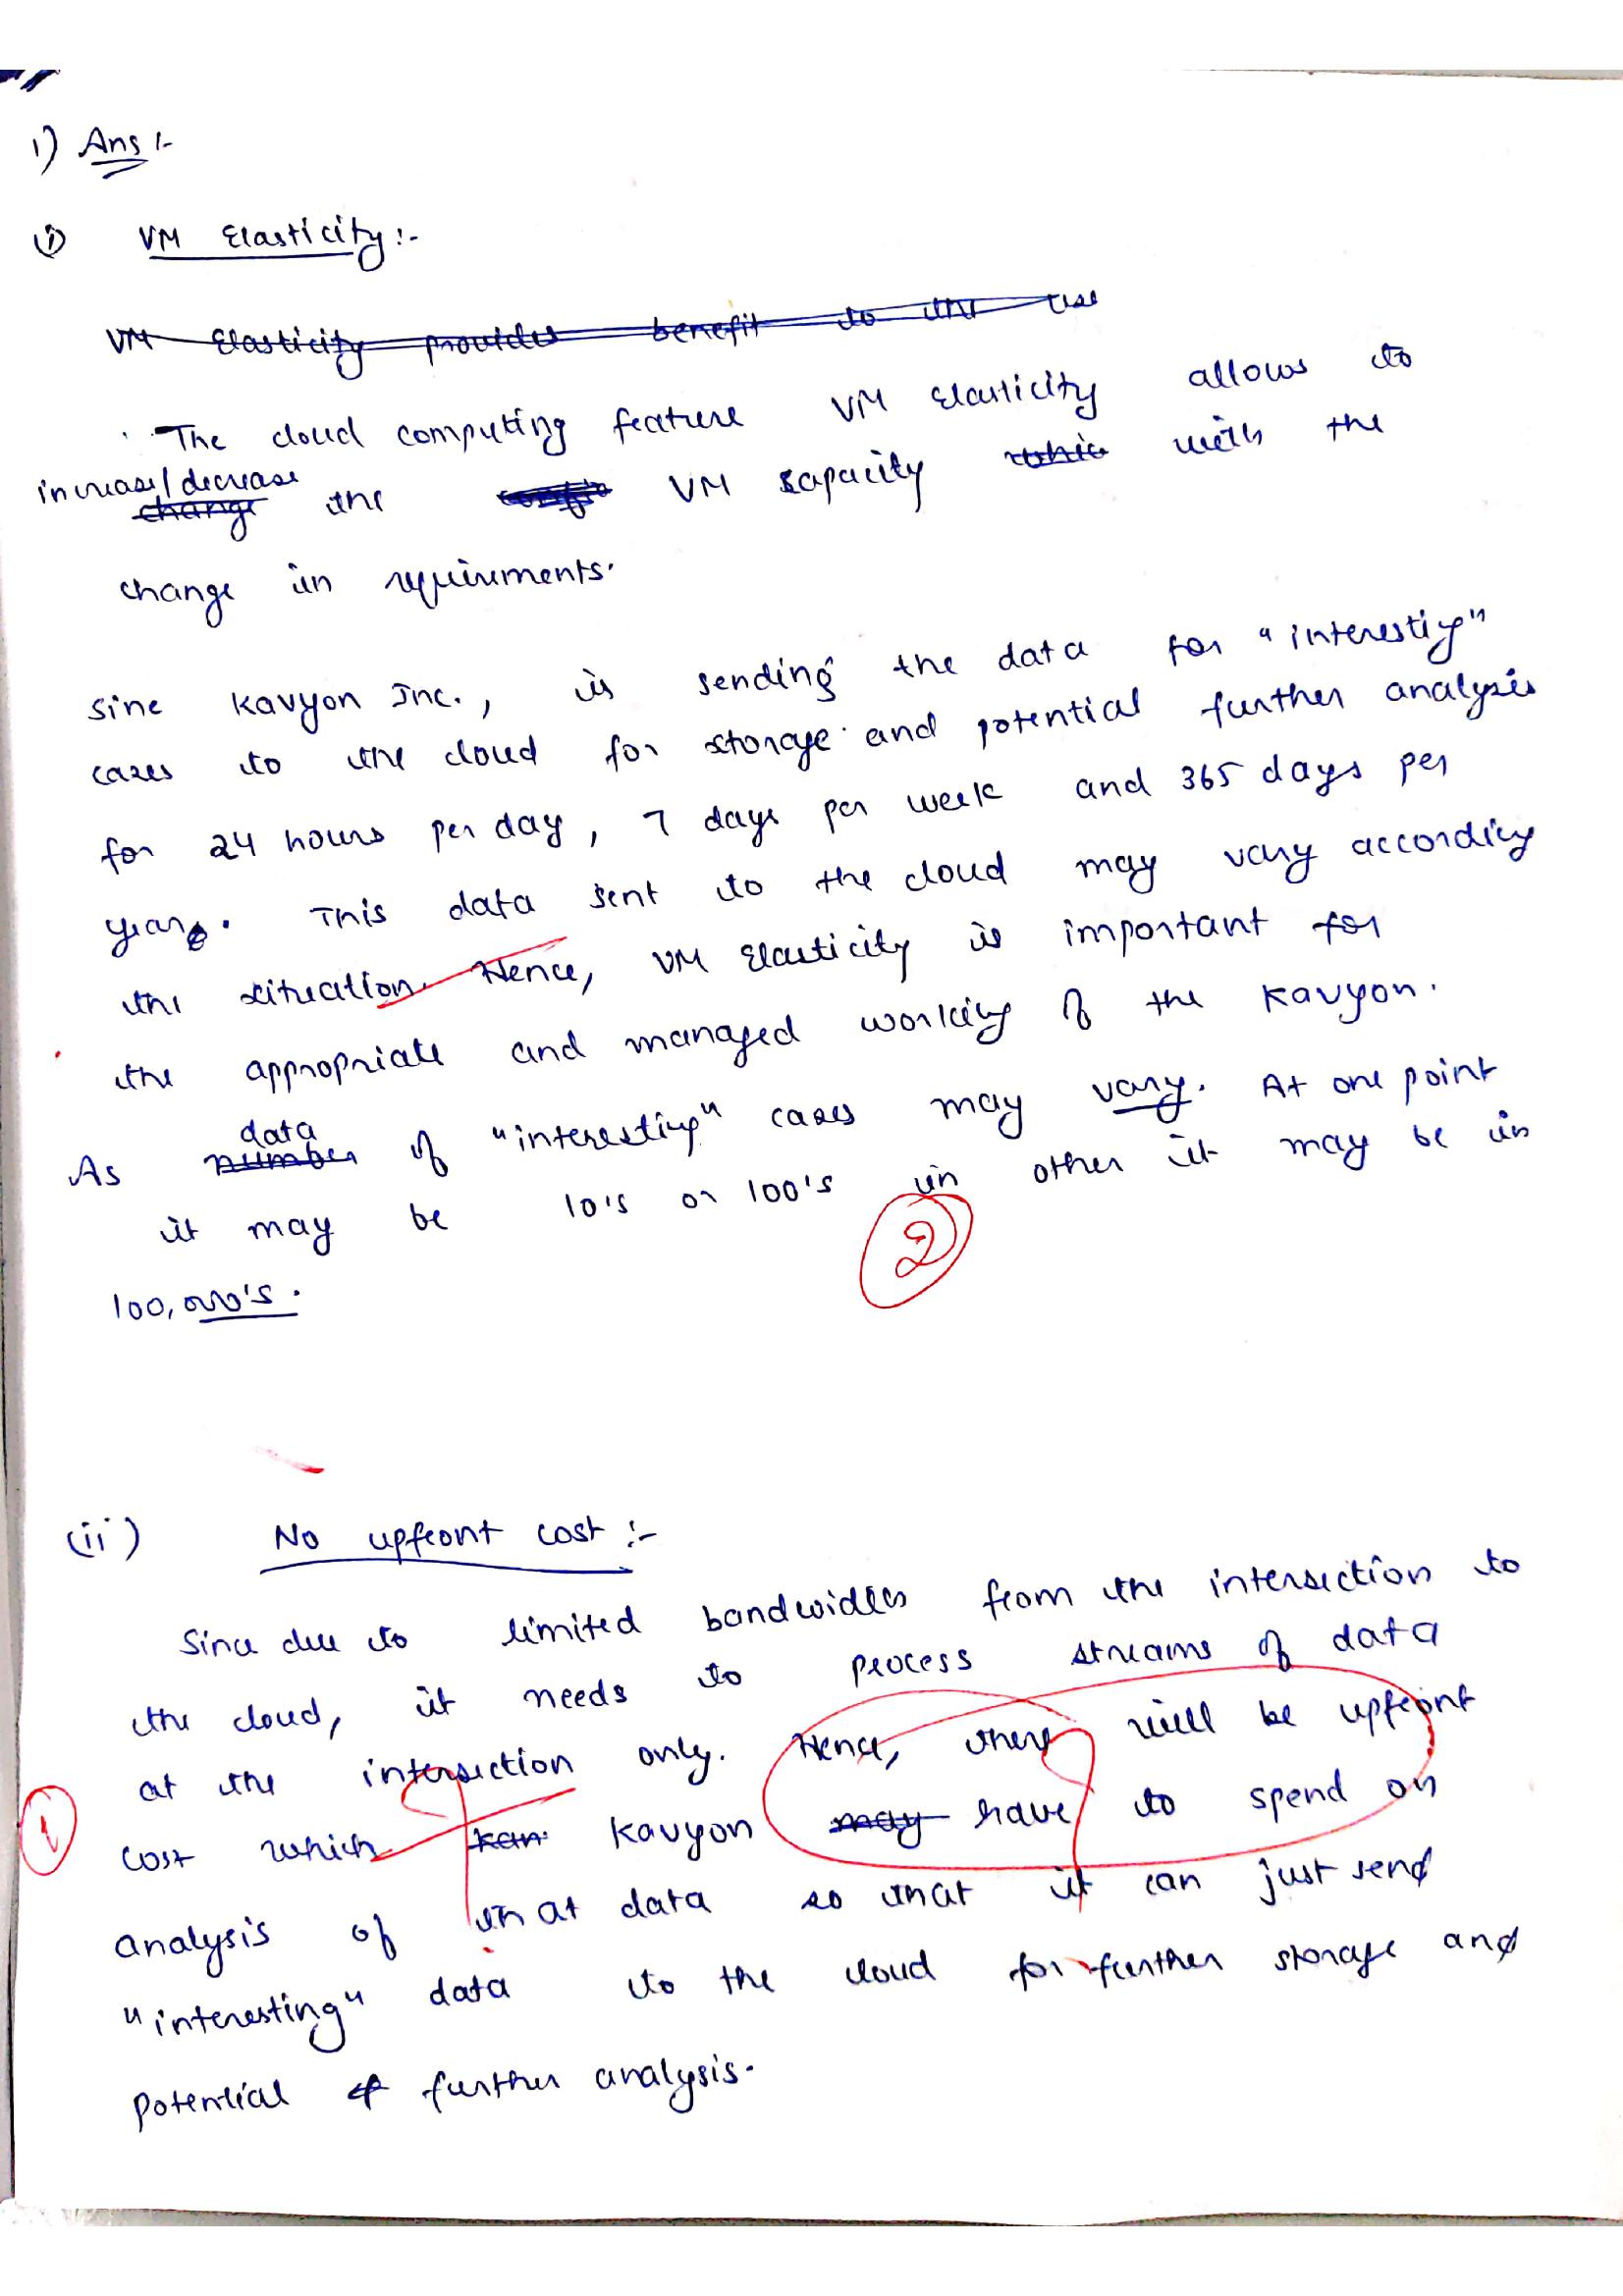 1) Ans :-
(i) VM Elasticity :-
VM Elasticity provides benefit to the use
The cloud computing feature VM Elasticity allows to
increase/decrease
change the VM capacity whic with the
change in requirements.
Sine Kavyon Inc., is sending the data for "interestig"
cases to the cloud for storage and potential further analysis
for 24 hours per day, 7 days per week and 365 days per
year. This data sent to the cloud may vary according
the situation. Hence, VM Elasticity is important for
the appropriate and managed working of the Kavyon.
data
As number of "interesting" cases may vary. At one point
it may be 10's or 100's in other it may be in
100,000's.
2
(ii) No upfront cost :-
Since due to limited bandwidth from the intersection to
the cloud, it needs to process streams of data
at the intersection only. Hence, there will be upfront
1
cost which kan Kavyon may have to spend on
analysis of that data so that it can just send
"interesting" data to the cloud for further storage and
potential further analysis.